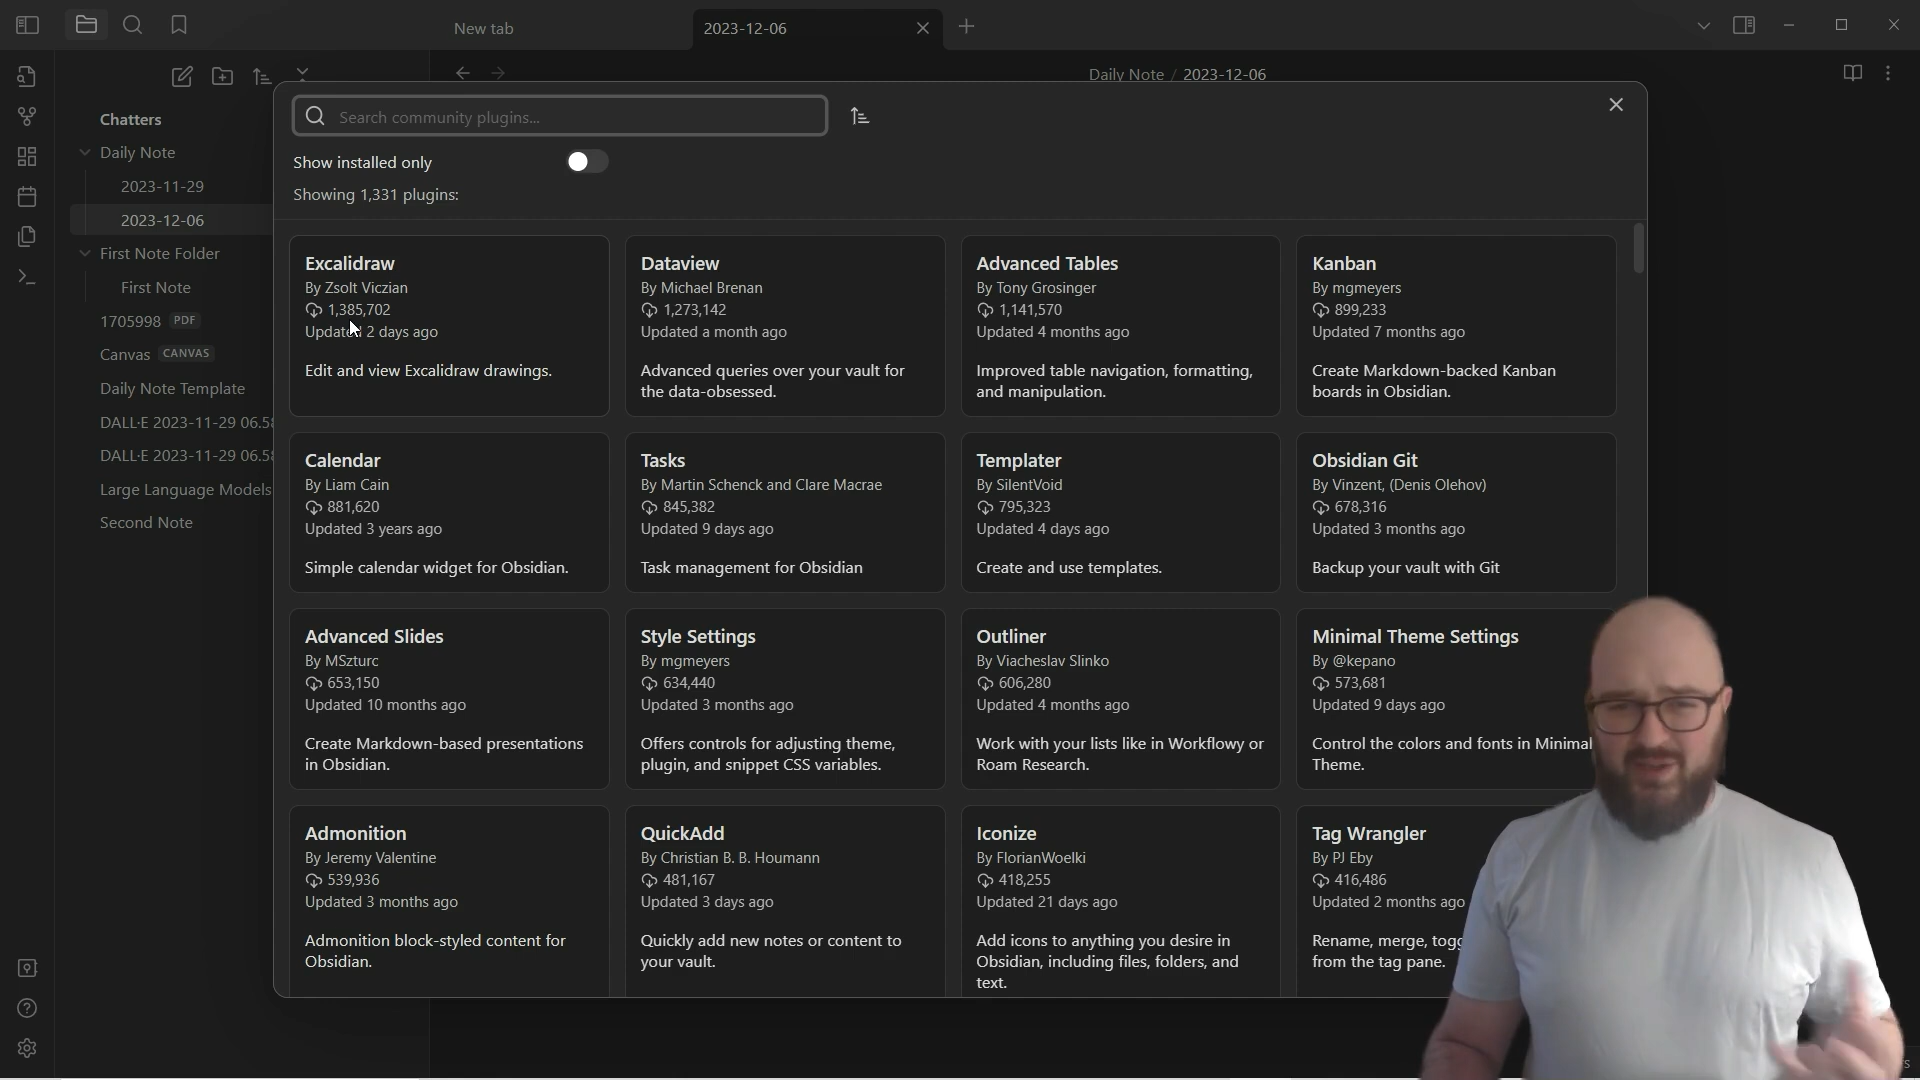 New tab
2023-12-06
Daily Note / 2023-12-06
Chatters
Daily Note
2023-11-29
2023-12-06
First Note Folder
First Note
1705998 PDF
Canvas CANVAS
Daily Note Template
DALL·E 2023-11-29 06.58
DALL·E 2023-11-29 06.58
Large Language Models
Second Note
Search community plugins...
Show installed only
Showing 1,331 plugins:
Excalidraw
By Zsolt Viczian
1,385,702
Updated 2 days ago
Edit and view Excalidraw drawings.
Dataview
By Michael Brenan
1,273,142
Updated a month ago
Advanced queries over your vault for
the data-obsessed.
Advanced Tables
By Tony Grosinger
1,141,570
Updated 4 months ago
Improved table navigation, formatting,
and manipulation.
Kanban
By mgmeyers
899,233
Updated 7 months ago
Create Markdown-backed Kanban
boards in Obsidian.
Calendar
By Liam Cain
881,620
Updated 3 years ago
Simple calendar widget for Obsidian.
Tasks
By Martin Schenck and Clare Macrae
845,382
Updated 9 days ago
Task management for Obsidian
Templater
By SilentVoid
795,323
Updated 4 days ago
Create and use templates.
Obsidian Git
By Vinzent, (Denis Olehov)
678,316
Updated 3 months ago
Backup your vault with Git
Advanced Slides
By MSzturc
653,150
Updated 10 months ago
Create Markdown-based presentations
in Obsidian.
Style Settings
By mgmeyers
634,440
Updated 3 months ago
Offers controls for adjusting theme,
plugin, and snippet CSS variables.
Outliner
By Viacheslav Slinko
606,280
Updated 4 months ago
Work with your lists like in Workflowy or
Roam Research.
Minimal Theme Settings
By @kepano
573,681
Updated 9 days ago
Control the colors and fonts in Minimal
Theme.
Admonition
By Jeremy Valentine
539,936
Updated 3 months ago
Admonition block-styled content for
Obsidian.
QuickAdd
By Christian B. B. Houmann
481,167
Updated 3 days ago
Quickly add new notes or content to
your vault.
Iconize
By FlorianWoelki
418,255
Updated 21 days ago
Add icons to anything you desire in
Obsidian, including files, folders, and
text.
Tag Wrangler
By PJ Eby
416,486
Updated 2 months ago
Rename, merge,
from the tag pane.